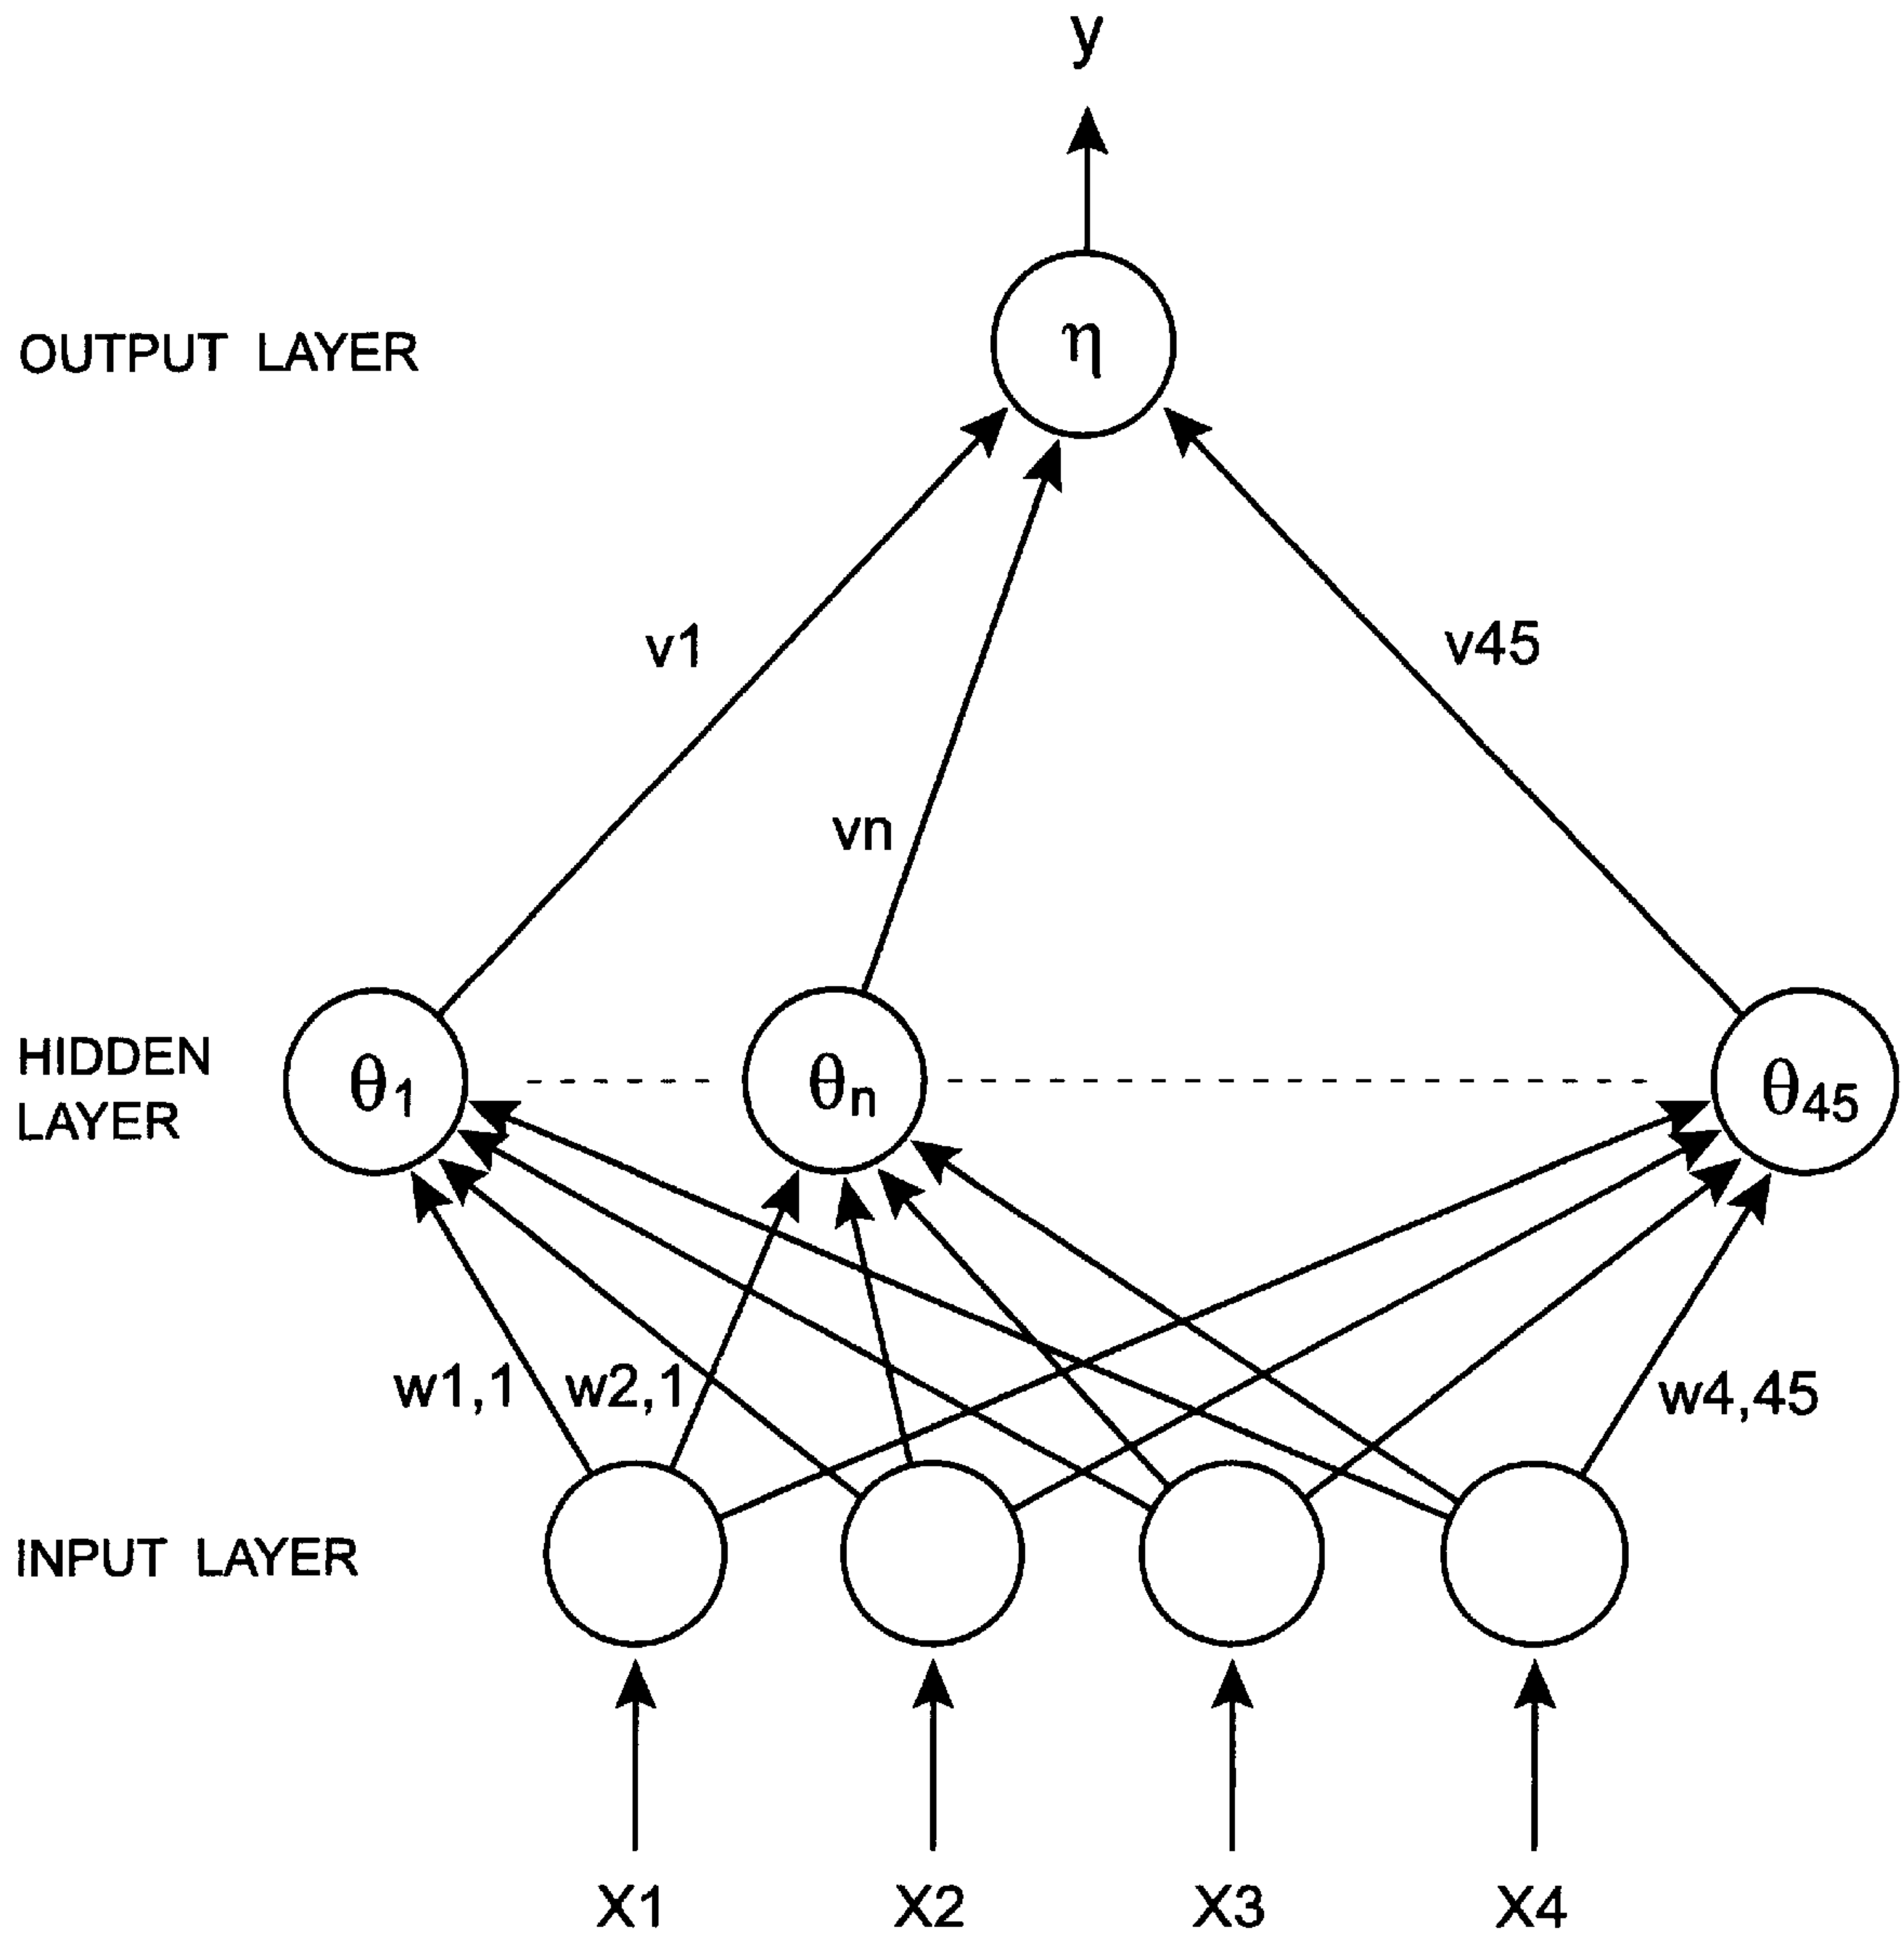 y
OUTPUT LAYER
η
v1
v45
vn
HIDDEN
LAYER
θ1
θn
θ45
w1,1
w2,1
w4,45
INPUT LAYER
X1
X2
X3
X4